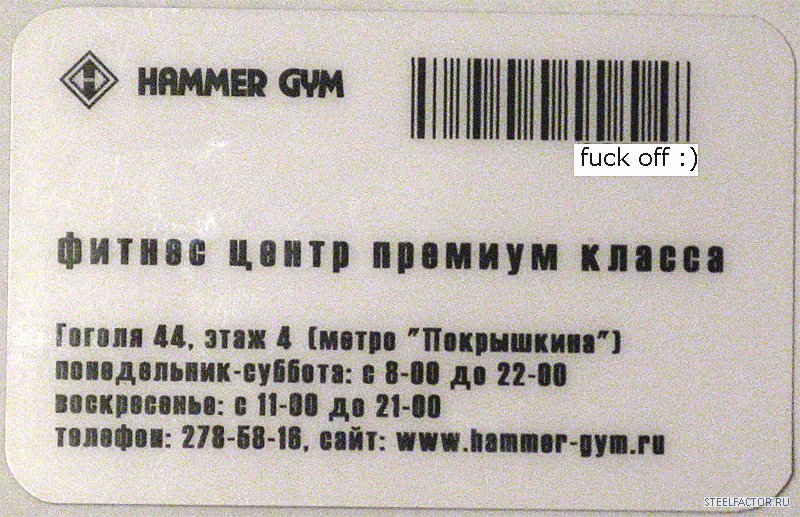 HAMMER GYM
fuck off :)
фитнес центр премиум класса
Гоголя 44, этаж 4 (метро "Покрышкина")
понедельник-суббота: с 8-00 до 22-00
воскресенье: с 11-00 до 21-00
телефон: 278-58-16, сайт: www.hammer-gym.ru
STEELFACTOR.RU